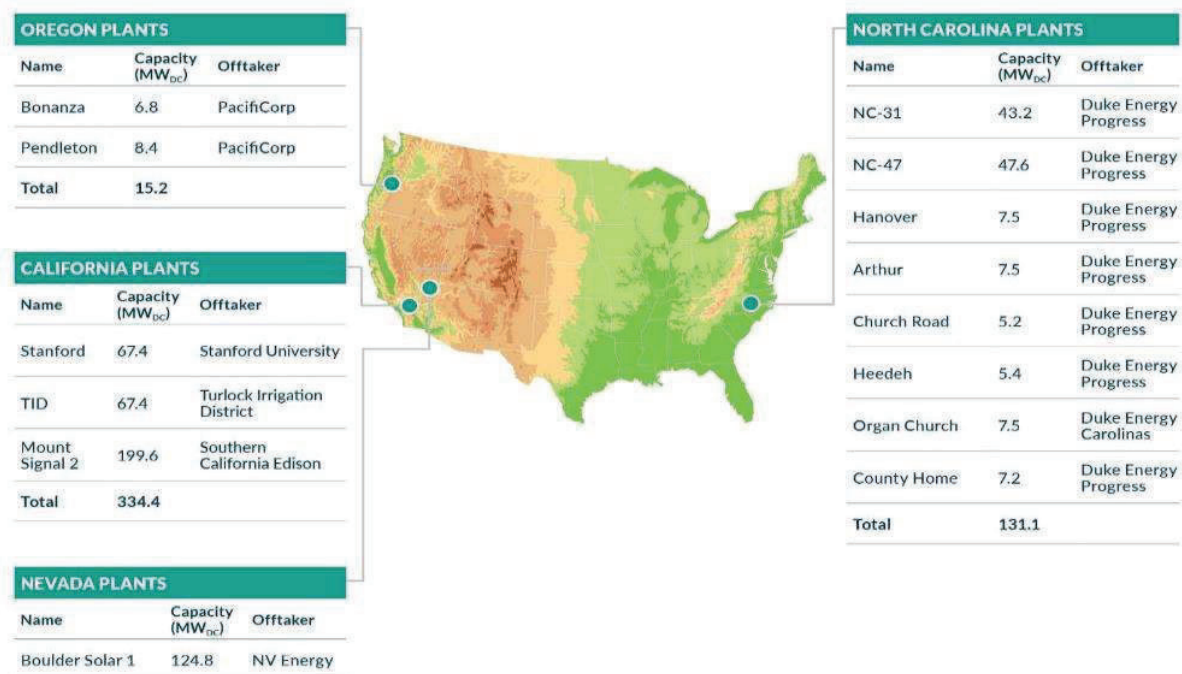 OREGON PLANTS
Name Capacity (MWDC) Offtaker
Bonanza 6.8 PacifiCorp
Pendleton 8.4 PacifiCorp
Total 15.2
CALIFORNIA PLANTS
Name Capacity (MWDC) Offtaker
Stanford 67.4 Stanford University
TID 67.4 Turlock Irrigation District
Mount Signal 2 199.6 Southern California Edison
Total 334.4
NEVADA PLANTS
Name Capacity (MWDC) Offtaker
Boulder Solar 1 124.8 NV Energy
NORTH CAROLINA PLANTS
Name Capacity (MWDC) Offtaker
NC-31 43.2 Duke Energy Progress
NC-47 47.6 Duke Energy Progress
Hanover 7.5 Duke Energy Progress
Arthur 7.5 Duke Energy Progress
Church Road 5.2 Duke Energy Progress
Heedeh 5.4 Duke Energy Progress
Organ Church 7.5 Duke Energy Carolinas
County Home 7.2 Duke Energy Progress
Total 131.1